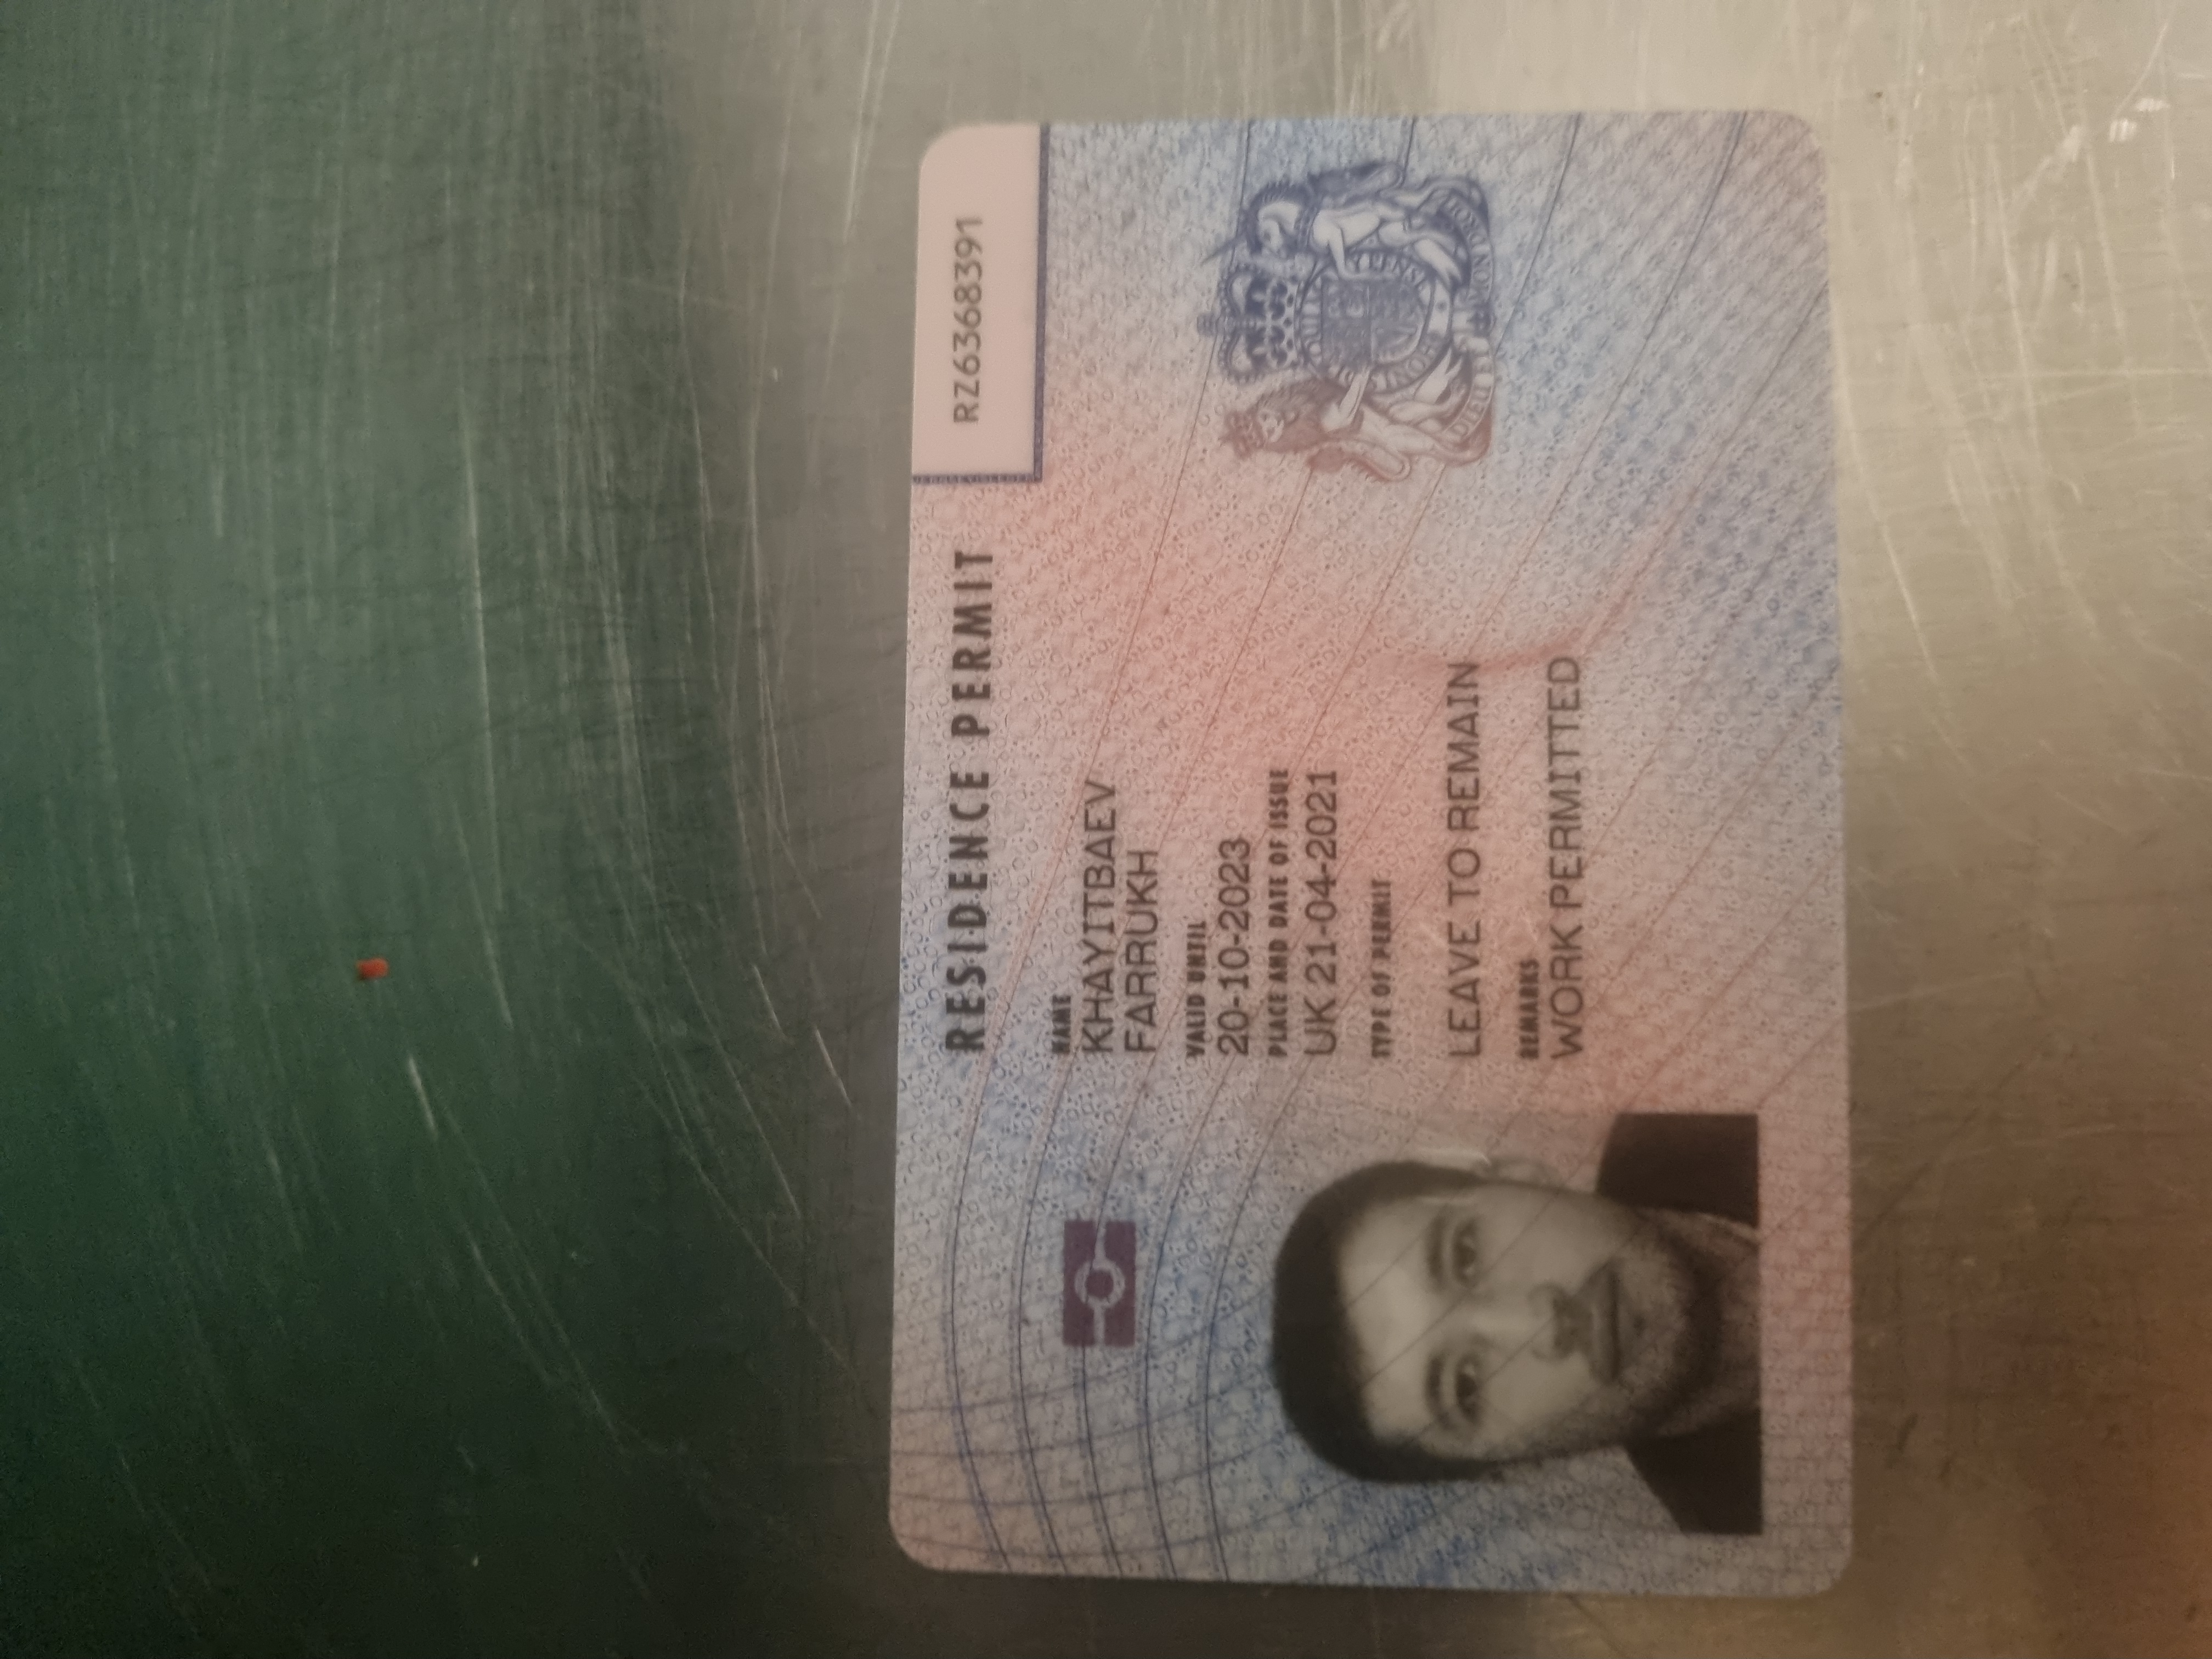 RESIDENCE PERMIT
RZ6368391
NAME
KHAYITBAEV
FARRUKH
VALID UNTIL
20-10-2023
PLACE AND DATE OF ISSUE
UK 21-04-2021
TYPE OF PERMIT
LEAVE TO REMAIN
REMARKS
WORK PERMITTED
DIEU ET MON DROIT